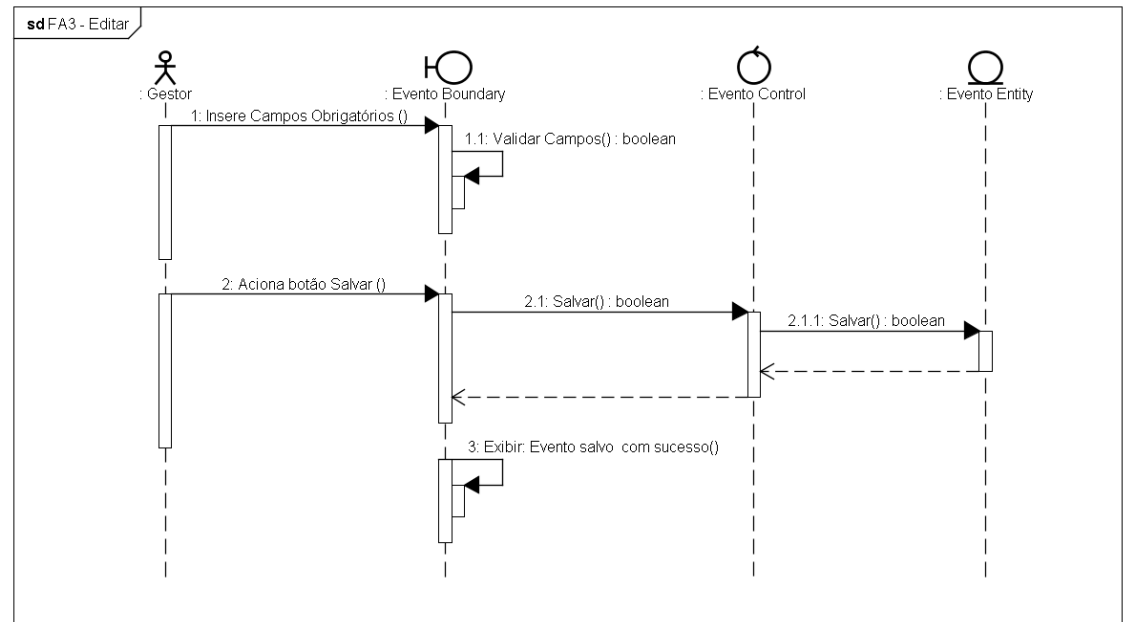 sd FA3 - Editar
: Gestor
: Evento Boundary
: Evento Control
: Evento Entity
1: Insere Campos Obrigatórios ()
1.1: Validar Campos() : boolean
2: Aciona botão Salvar ()
2.1: Salvar() : boolean
2.1.1: Salvar() : boolean
3: Exibir: Evento salvo  com sucesso()